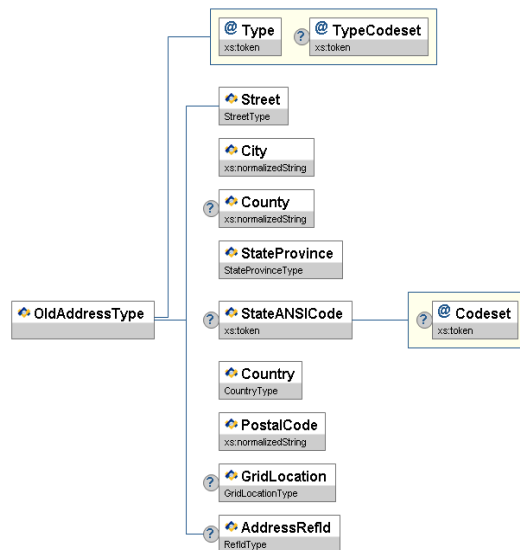 @ Type
xs:token
? @ TypeCodeset
xs:token
Street
StreetType
City
xs:normalizedString
? County
xs:normalizedString
StateProvince
StateProvinceType
OldAddressType
? StateANSICode
xs:token
? @ Codeset
xs:token
Country
CountryType
PostalCode
xs:normalizedString
? GridLocation
GridLocationType
? AddressRefId
RefIdType